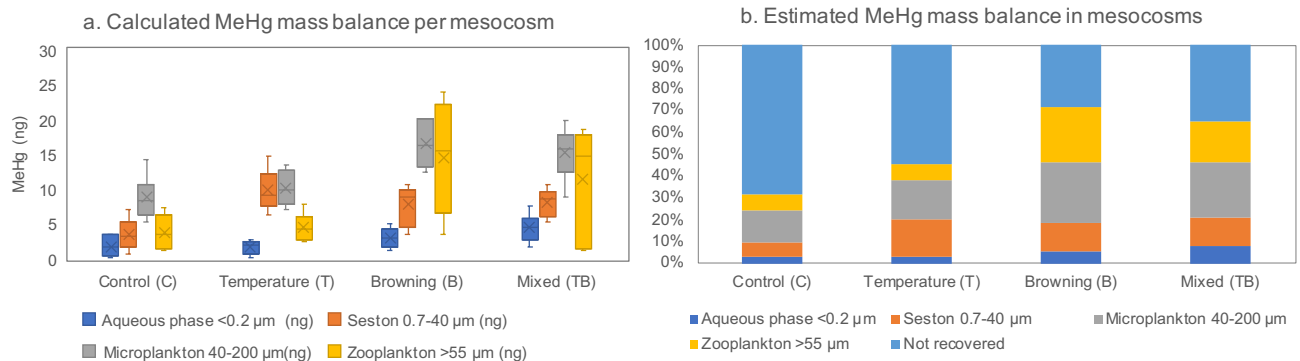 a. Calculated MeHg mass balance per mesocosm
30
25
20
15
10
5
0
MeHg (ng)
Control (C) Temperature (T) Browning (B) Mixed (TB)
Aqueous phase <0.2 µm (ng) Seston 0.7-40 µm (ng)
Microplankton 40-200 µm(ng) Zooplankton >55 µm (ng)
b. Estimated MeHg mass balance in mesocosms
100%
90%
80%
70%
60%
50%
40%
30%
20%
10%
0%
Control (C) Temperature (T) Browning (B) Mixed (TB)
Aqueous phase <0.2 µm Seston 0.7-40 µm Microplankton 40-200 µm
Zooplankton >55 µm Not recovered